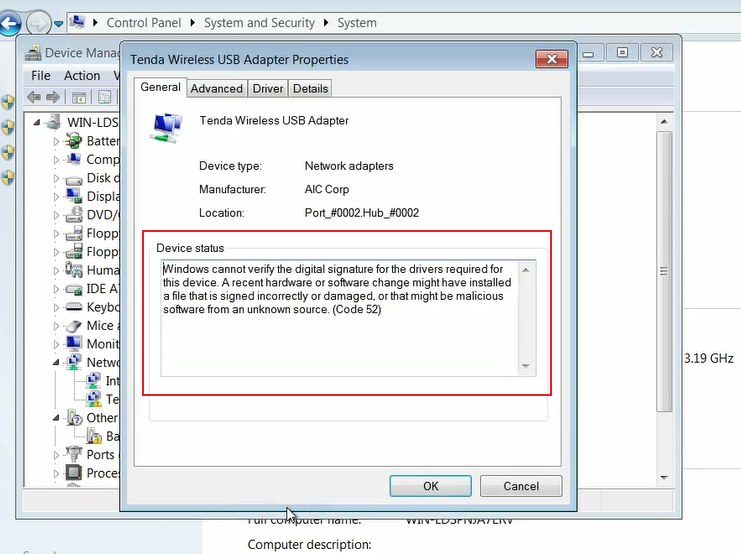 Control Panel
System and Security
System
Device Manag
Tenda Wireless USB Adapter Properties
File
Action
General
Advanced
Driver
Details
WIN-LDS
Batter
Comp
Disk d
Displa
DVD/
Floppy
Floppy
Huma
IDE A
Keybo
Mice a
Monit
Netwo
Int
Te
Other
Ba
Ports
Proces
Tenda Wireless USB Adapter
Device type: Network adapters
Manufacturer: AIC Corp
Location: Port_#0002.Hub_#0002
Device status
Windows cannot verify the digital signature for the drivers required for
this device. A recent hardware or software change might have installed
a file that is signed incorrectly or damaged, or that might be malicious
software from an unknown source. (Code 52)
3.19 GHz
OK
Cancel
Full computer name:
Computer description: